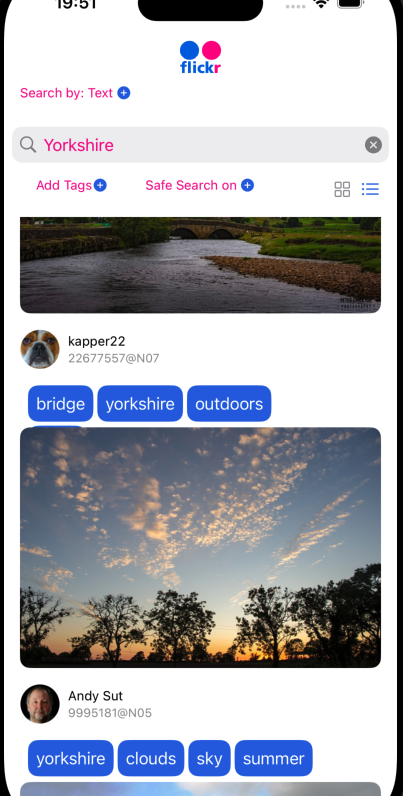 19:51
flickr
Search by: Text
Yorkshire
Add Tags Safe Search on
kapper22
22677557@N07
bridge yorkshire outdoors
Andy Sut
9995181@N05
yorkshire clouds sky summer